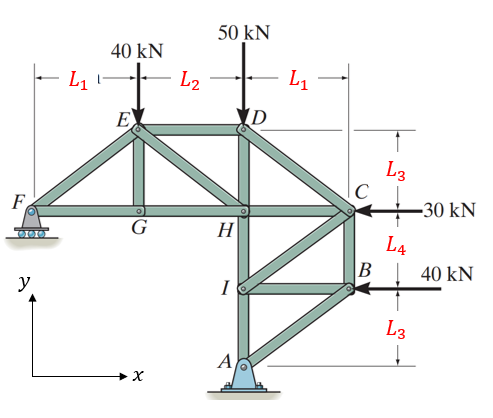 50 kN
40 kN
L₁ L₂ L₁
E D
L₃
F C
30 kN
G H
L₄
B 40 kN
y I
L₃
A
x